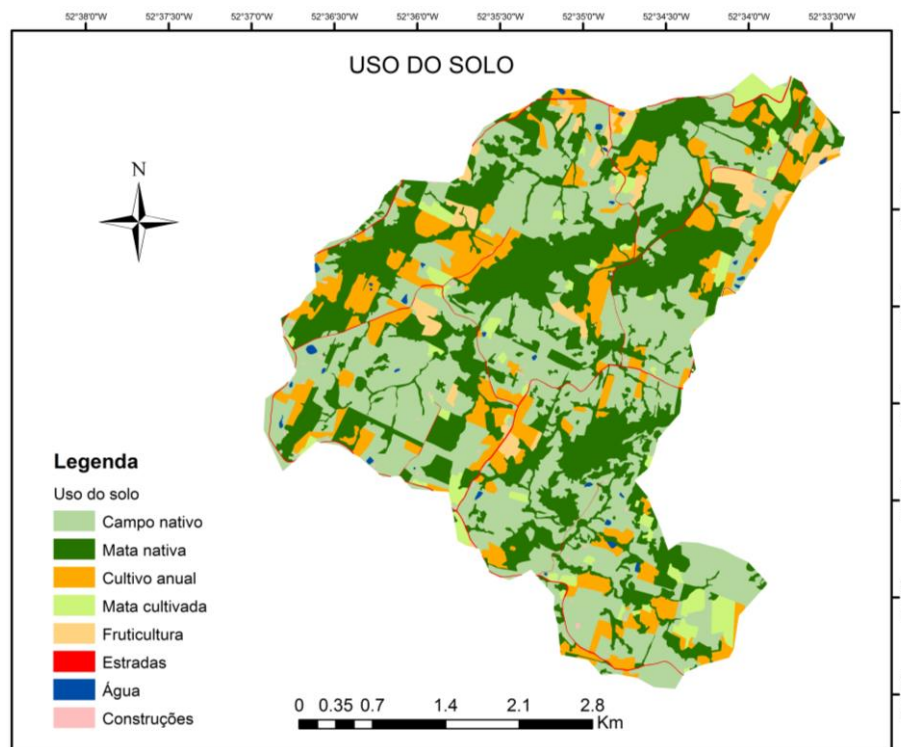 52°38'0"W 52°37'30"W 52°37'0"W 52°36'30"W 52°36'0"W 52°35'30"W 52°35'0"W 52°34'30"W 52°34'0"W 52°33'30"W
USO DO SOLO
N
Legenda
Uso do solo
Campo nativo
Mata nativa
Cultivo anual
Mata cultivada
Fruticultura
Estradas
Água
Construções
0 0.35 0.7 1.4 2.1 2.8
Km